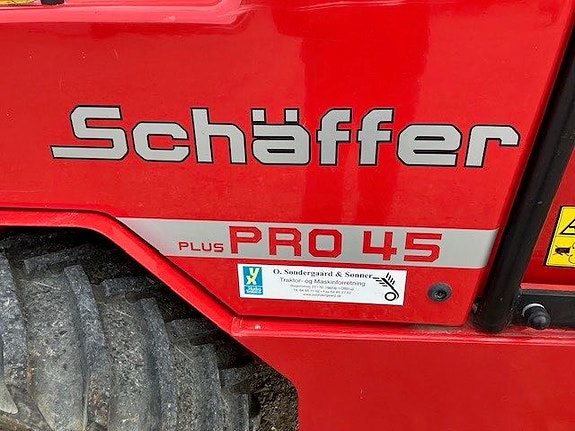 Schäffer
PLUS PRO 45
O. Søndergaard & Sønner
Traktor- og Maskinforretning